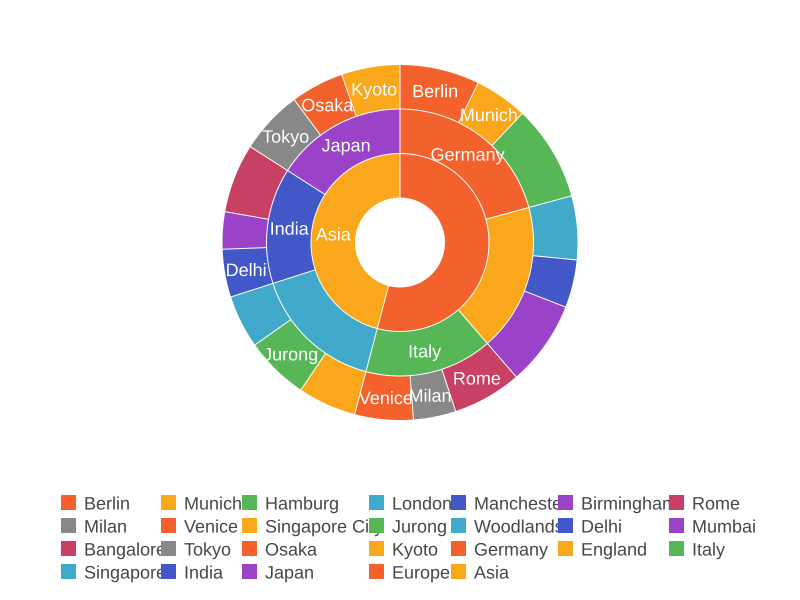 Kyoto
Berlin
Osaka
Munich
Tokyo
Japan
Germany
India
Asia
Delhi
Italy
Jurong
Rome
Venice
Milan
Berlin Munich Hamburg London Mancheste Birmingham Rome
Milan Venice Singapore City Jurong Woodlands Delhi Mumbai
Bangalore Tokyo Osaka Kyoto Germany England Italy
Singapore India Japan Europe Asia